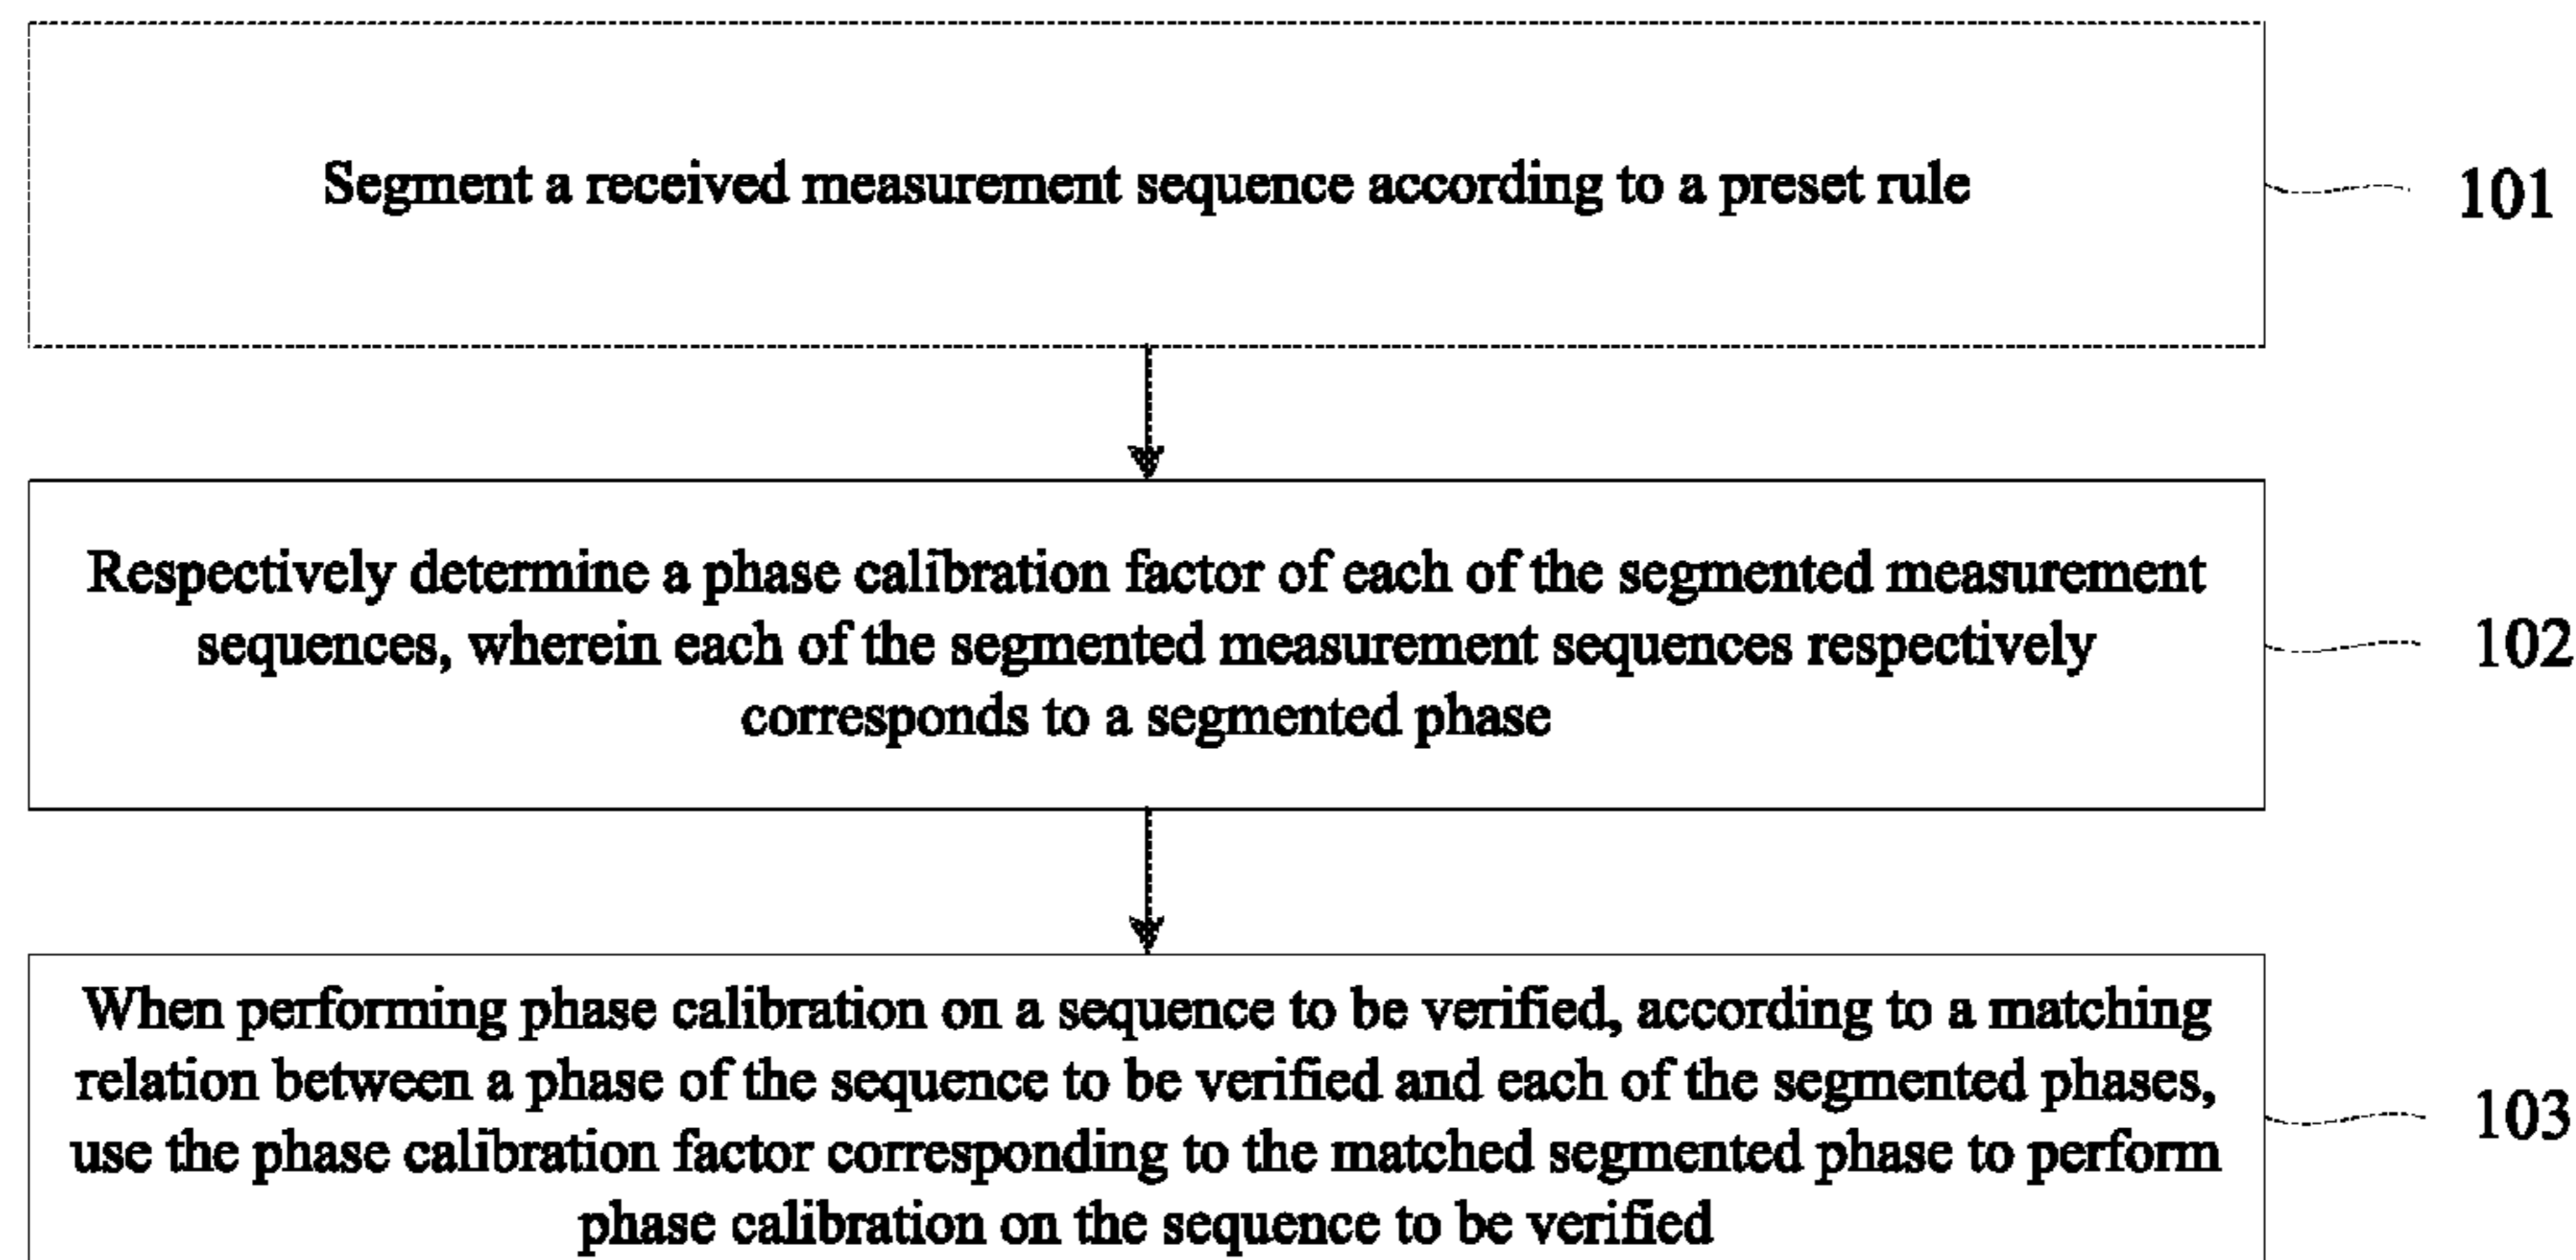 Segment a received measurement sequence according to a preset rule
101
Respectively determine a phase calibration factor of each of the segmented measurement
sequences, wherein each of the segmented measurement sequences respectively
corresponds to a segmented phase
102
When performing phase calibration on a sequence to be verified, according to a matching
relation between a phase of the sequence to be verified and each of the segmented phases,
use the phase calibration factor corresponding to the matched segmented phase to perform
phase calibration on the sequence to be verified
103